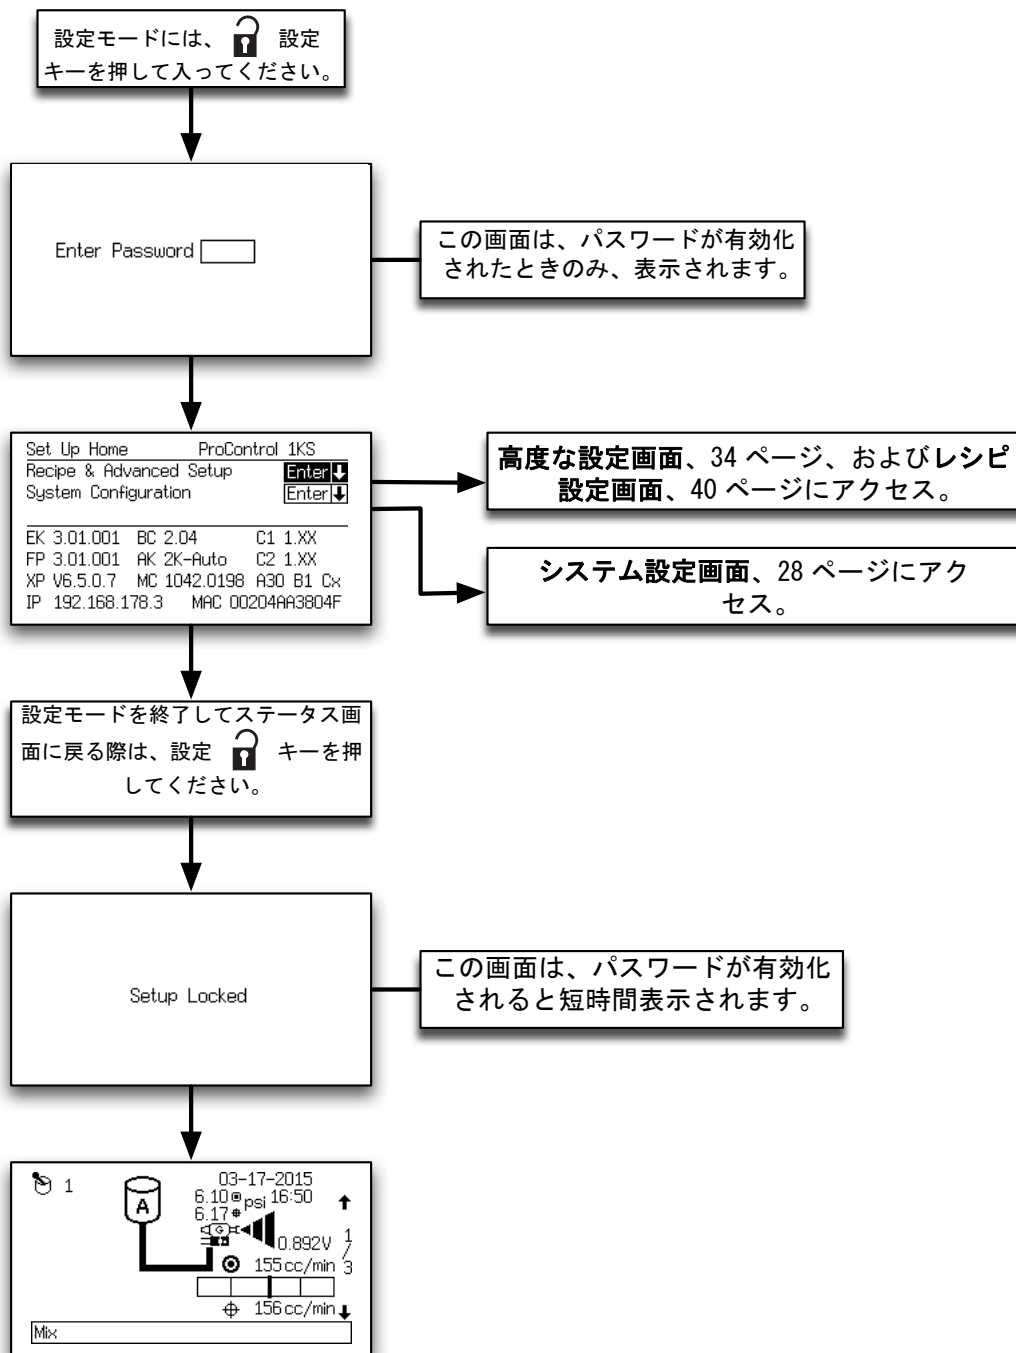 設定モードには、 設定
キーを押して入ってください。
Enter Password
この画面は、パスワードが有効化
されたときのみ、表示されます。
Set Up Home ProControl 1KS
Recipe & Advanced Setup Enter
System Configuration Enter
EK 3.01.001 BC 2.04 C1 1.XX
FP 3.01.001 AK 2K-Auto C2 1.XX
XP V6.5.0.7 MC 1042.0198 A30 B1 Cx
IP 192.168.178.3 MAC 00204AA3804F
高度な設定画面、34 ページ、およびレシピ
設定画面、40 ページにアクセス。
システム設定画面、28 ページにアク
セス。
設定モードを終了してステータス画
面に戻る際は、設定 キーを押
してください。
Setup Locked
この画面は、パスワードが有効化
されると短時間表示されます。
1
A
03-17-2015
6.10 psi 16:50
6.17
G
0.892V
1/3
155 cc/min
156 cc/min
Mix